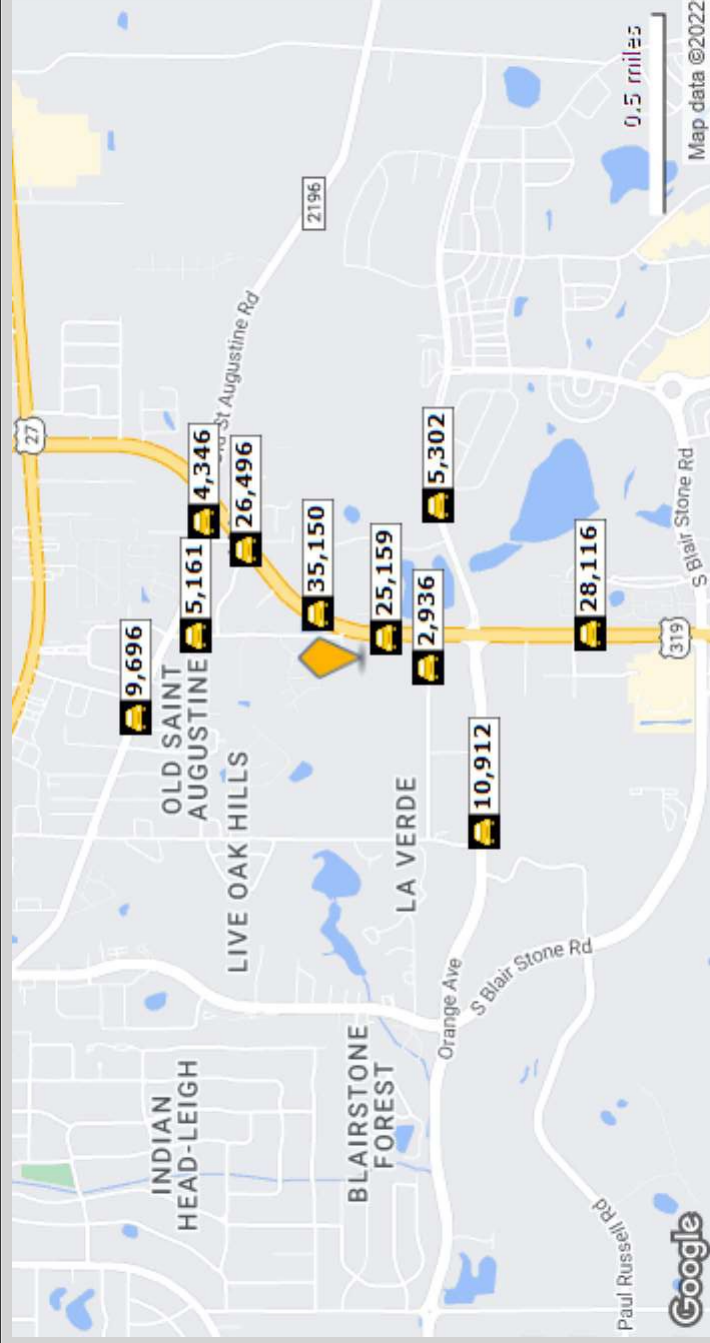 27
9,696
INDIAN
HEAD-LEIGH
OLD SAINT
AUGUSTINE
5,161
4,346
St Augustine Rd
LIVE OAK HILLS
26,496
2196
35,150
BLAIRSTONE
FOREST
25,159
LA VERDE
2,936
5,302
Orange Ave
10,912
S Blair Stone Rd
28,116
Paul Russell Rd
0.5 miles
319
S Blair Stone Rd
Google
Map data ©2022